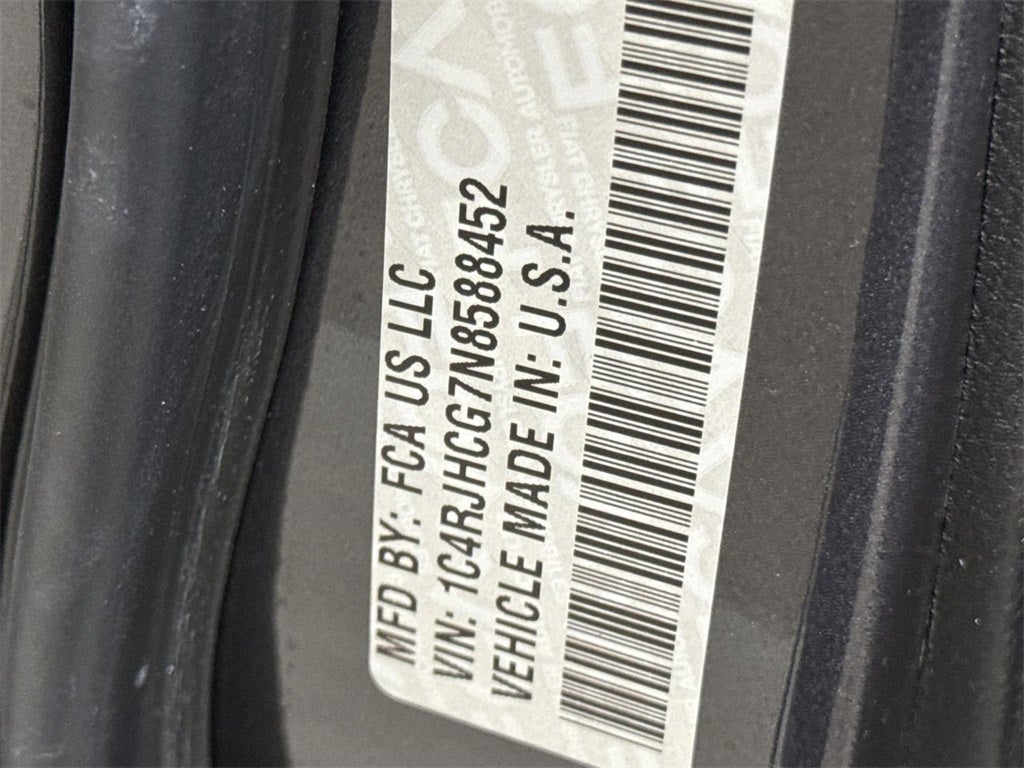 MFD BY: FCA US LLC
VIN: 1C4RJHCG7N8588452
VEHICLE MADE IN: U.S.A.